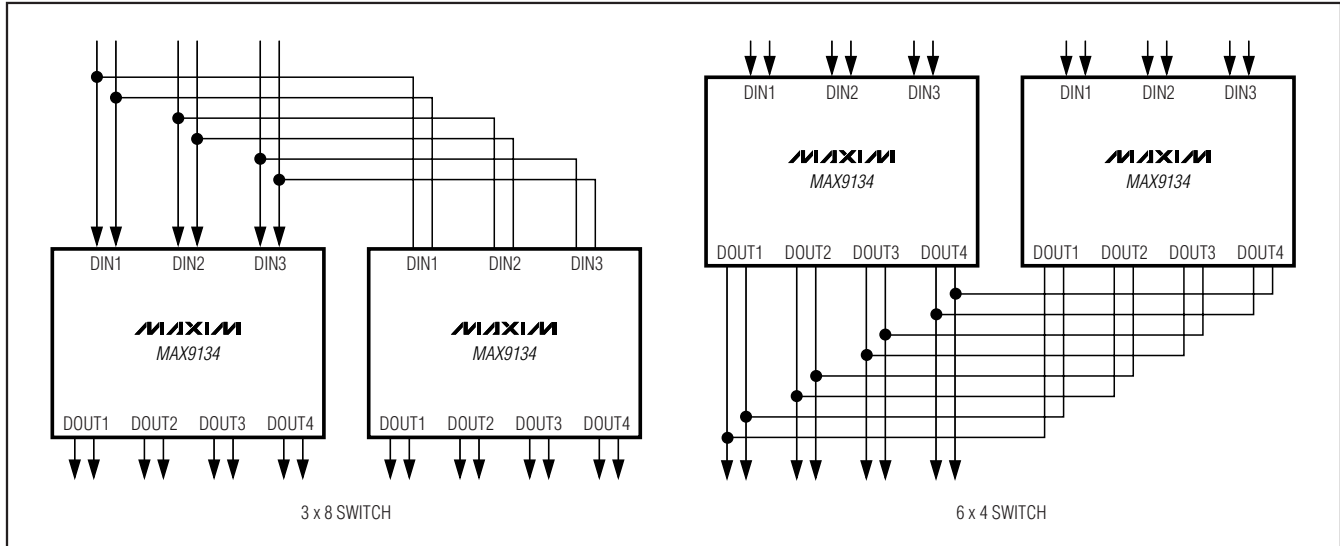 DIN1 DIN2 DIN3
MAXIM
MAX9134
DOUT1 DOUT2 DOUT3 DOUT4
DIN1 DIN2 DIN3
MAXIM
MAX9134
DOUT1 DOUT2 DOUT3 DOUT4
3 x 8 SWITCH
DIN1 DIN2 DIN3
MAXIM
MAX9134
DOUT1 DOUT2 DOUT3 DOUT4
DIN1 DIN2 DIN3
MAXIM
MAX9134
DOUT1 DOUT2 DOUT3 DOUT4
6 x 4 SWITCH